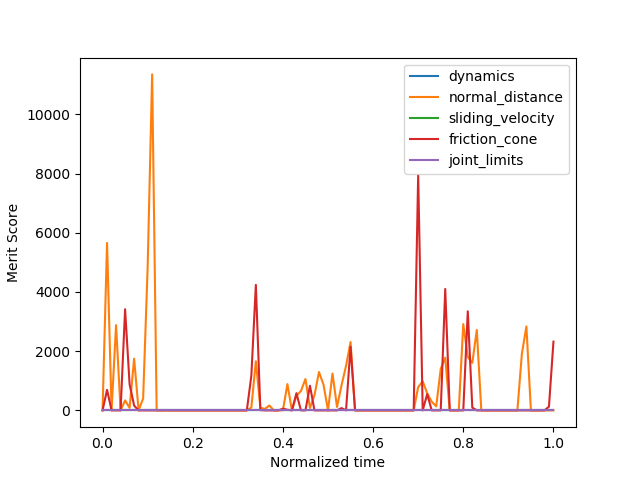 dynamics
normal_distance
sliding_velocity
friction_cone
joint_limits
10000
8000
6000
4000
2000
0
Merit Score
0.0 0.2 0.4 0.6 0.8 1.0
Normalized time